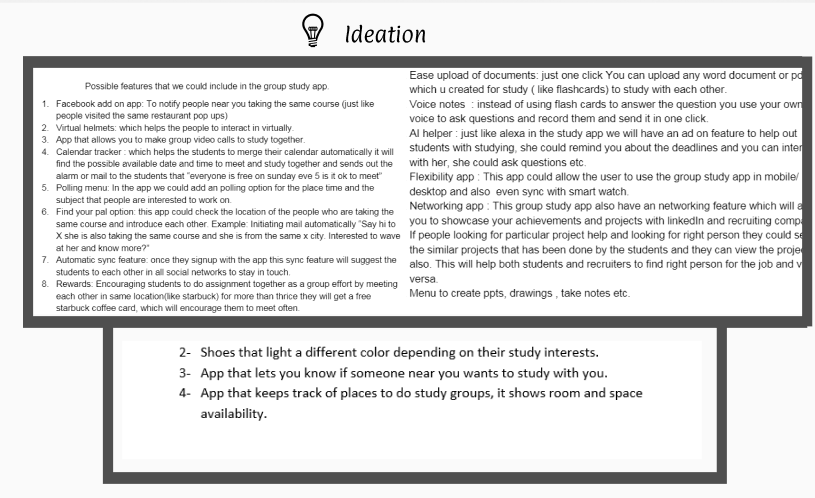 Ideation
Possible features that we could include in the group study app.
1. Facebook add on app: To notify people near you taking the same course (just like
people visited the same restaurant pop ups)
2. Virtual helmets: which helps the people to interact in virtually.
3. App that allows you to make group video calls to study together.
4. Calendar tracker : which helps the students to merge their calendar automatically it will
find the possible available date and time to meet and study together and sends out the
alarm or mail to the students that "everyone is free on sunday eve 5 is it ok to meet"
5. Polling menu: In the app we could add an polling option for the place time and the
subject that people are interested to work on.
6. Find your pal option: this app could check the location of the people who are taking the
same course and introduce each other. Example: Initiating mail automatically "Say hi to
X she is also taking the same course and she is from the same x city. Interested to wave
at her and know more?"
7. Automatic sync feature: once they signup with the app this sync feature will suggest the
students to each other in all social networks to stay in touch.
8. Rewards: Encouraging students to do assignment together as a group effort by meeting
each other in same location(like starbuck) for more than thrice they will get a free
starbuck coffee card, which will encourage them to meet often.
Ease upload of documents: just one click You can upload any word document or
which u created for study ( like flashcards) to study with each other.
Voice notes : instead of using flash cards to answer the question you use your own
voice to ask questions and record them and send it in one click.
AI helper : just like alexa in the study app we will have an ad on feature to help out
students with studying, she could remind you about the deadlines and you can
with her, she could ask questions etc.
Flexibility app : This app could allow the user to use the group study app in mobile/
desktop and also even sync with smart watch.
Networking app : This group study app also have an networking feature which will
you to showcase your achievements and projects with linkedIn and recruiting
If people looking for particular project help and looking for right person they could
the similar projects that has been done by the students and they can view the
also. This will help both students and recruiters to find right person for the job and
versa.
Menu to create ppts, drawings , take notes etc.
2- Shoes that light a different color depending on their study interests.
3- App that lets you know if someone near you wants to study with you.
4- App that keeps track of places to do study groups, it shows room and space
availability.